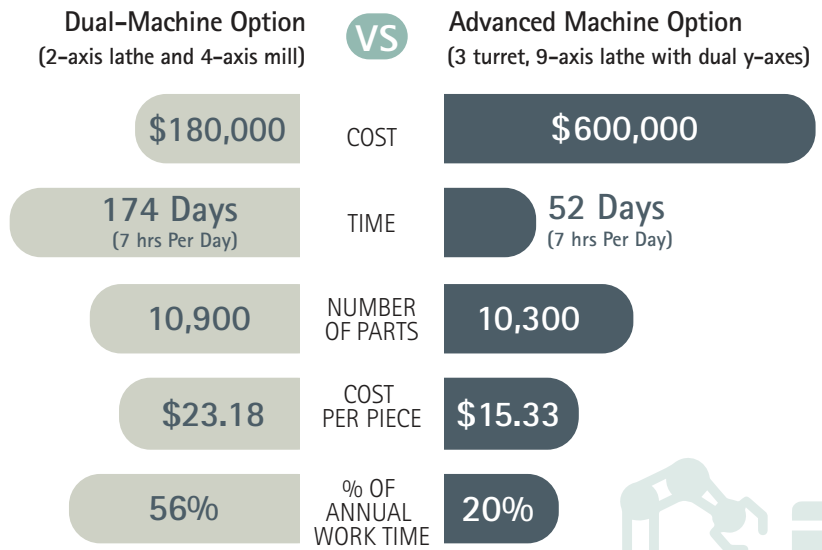 Dual-Machine Option
(2-axis lathe and 4-axis mill)
VS
Advanced Machine Option
(3 turret, 9-axis lathe with dual y-axes)
$180,000
COST
$600,000
174 Days
(7 hrs Per Day)
TIME
52 Days
(7 hrs Per Day)
10,900
NUMBER
OF PARTS
10,300
$23.18
COST
PER PIECE
$15.33
56%
% OF
ANNUAL
WORK TIME
20%